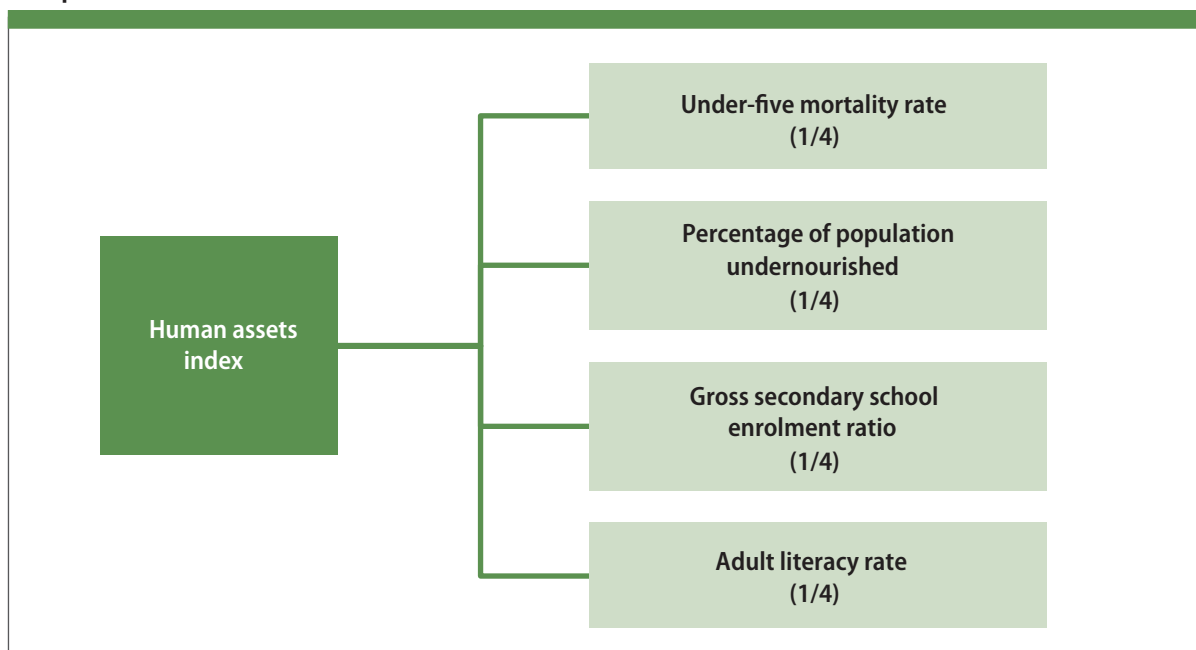 Human assets
index
Under-five mortality rate
(1/4)
Percentage of population
undernourished
(1/4)
Gross secondary school
enrolment ratio
(1/4)
Adult literacy rate
(1/4)